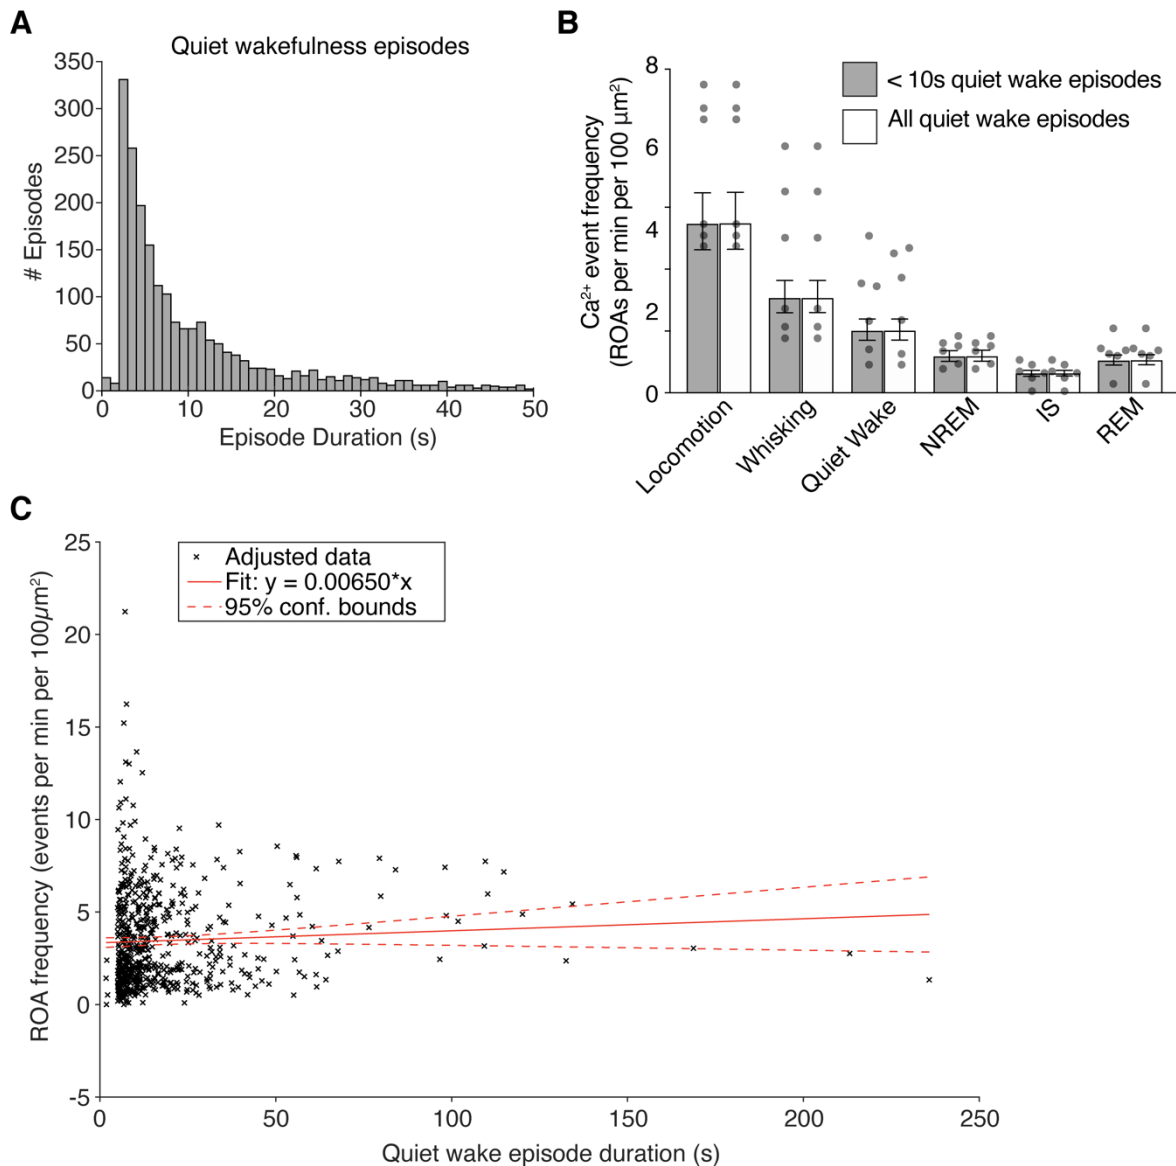 A
Quiet wakefulness episodes
350
300
250
200
150
100
50
0
# Episodes
0 10 20 30 40 50
Episode Duration (s)
B
8
6
4
2
0
Ca²⁺ event frequency
(ROAs per min per 100 µm²)
< 10s quiet wake episodes
All quiet wake episodes
Locomotion
Whisking
Quiet Wake
NREM
IS
REM
C
25
20
15
10
5
0
-5
ROA frequency (events per min per 100µm²)
Adjusted data
Fit: y = 0.00650*x
95% conf. bounds
0 50 100 150 200 250
Quiet wake episode duration (s)